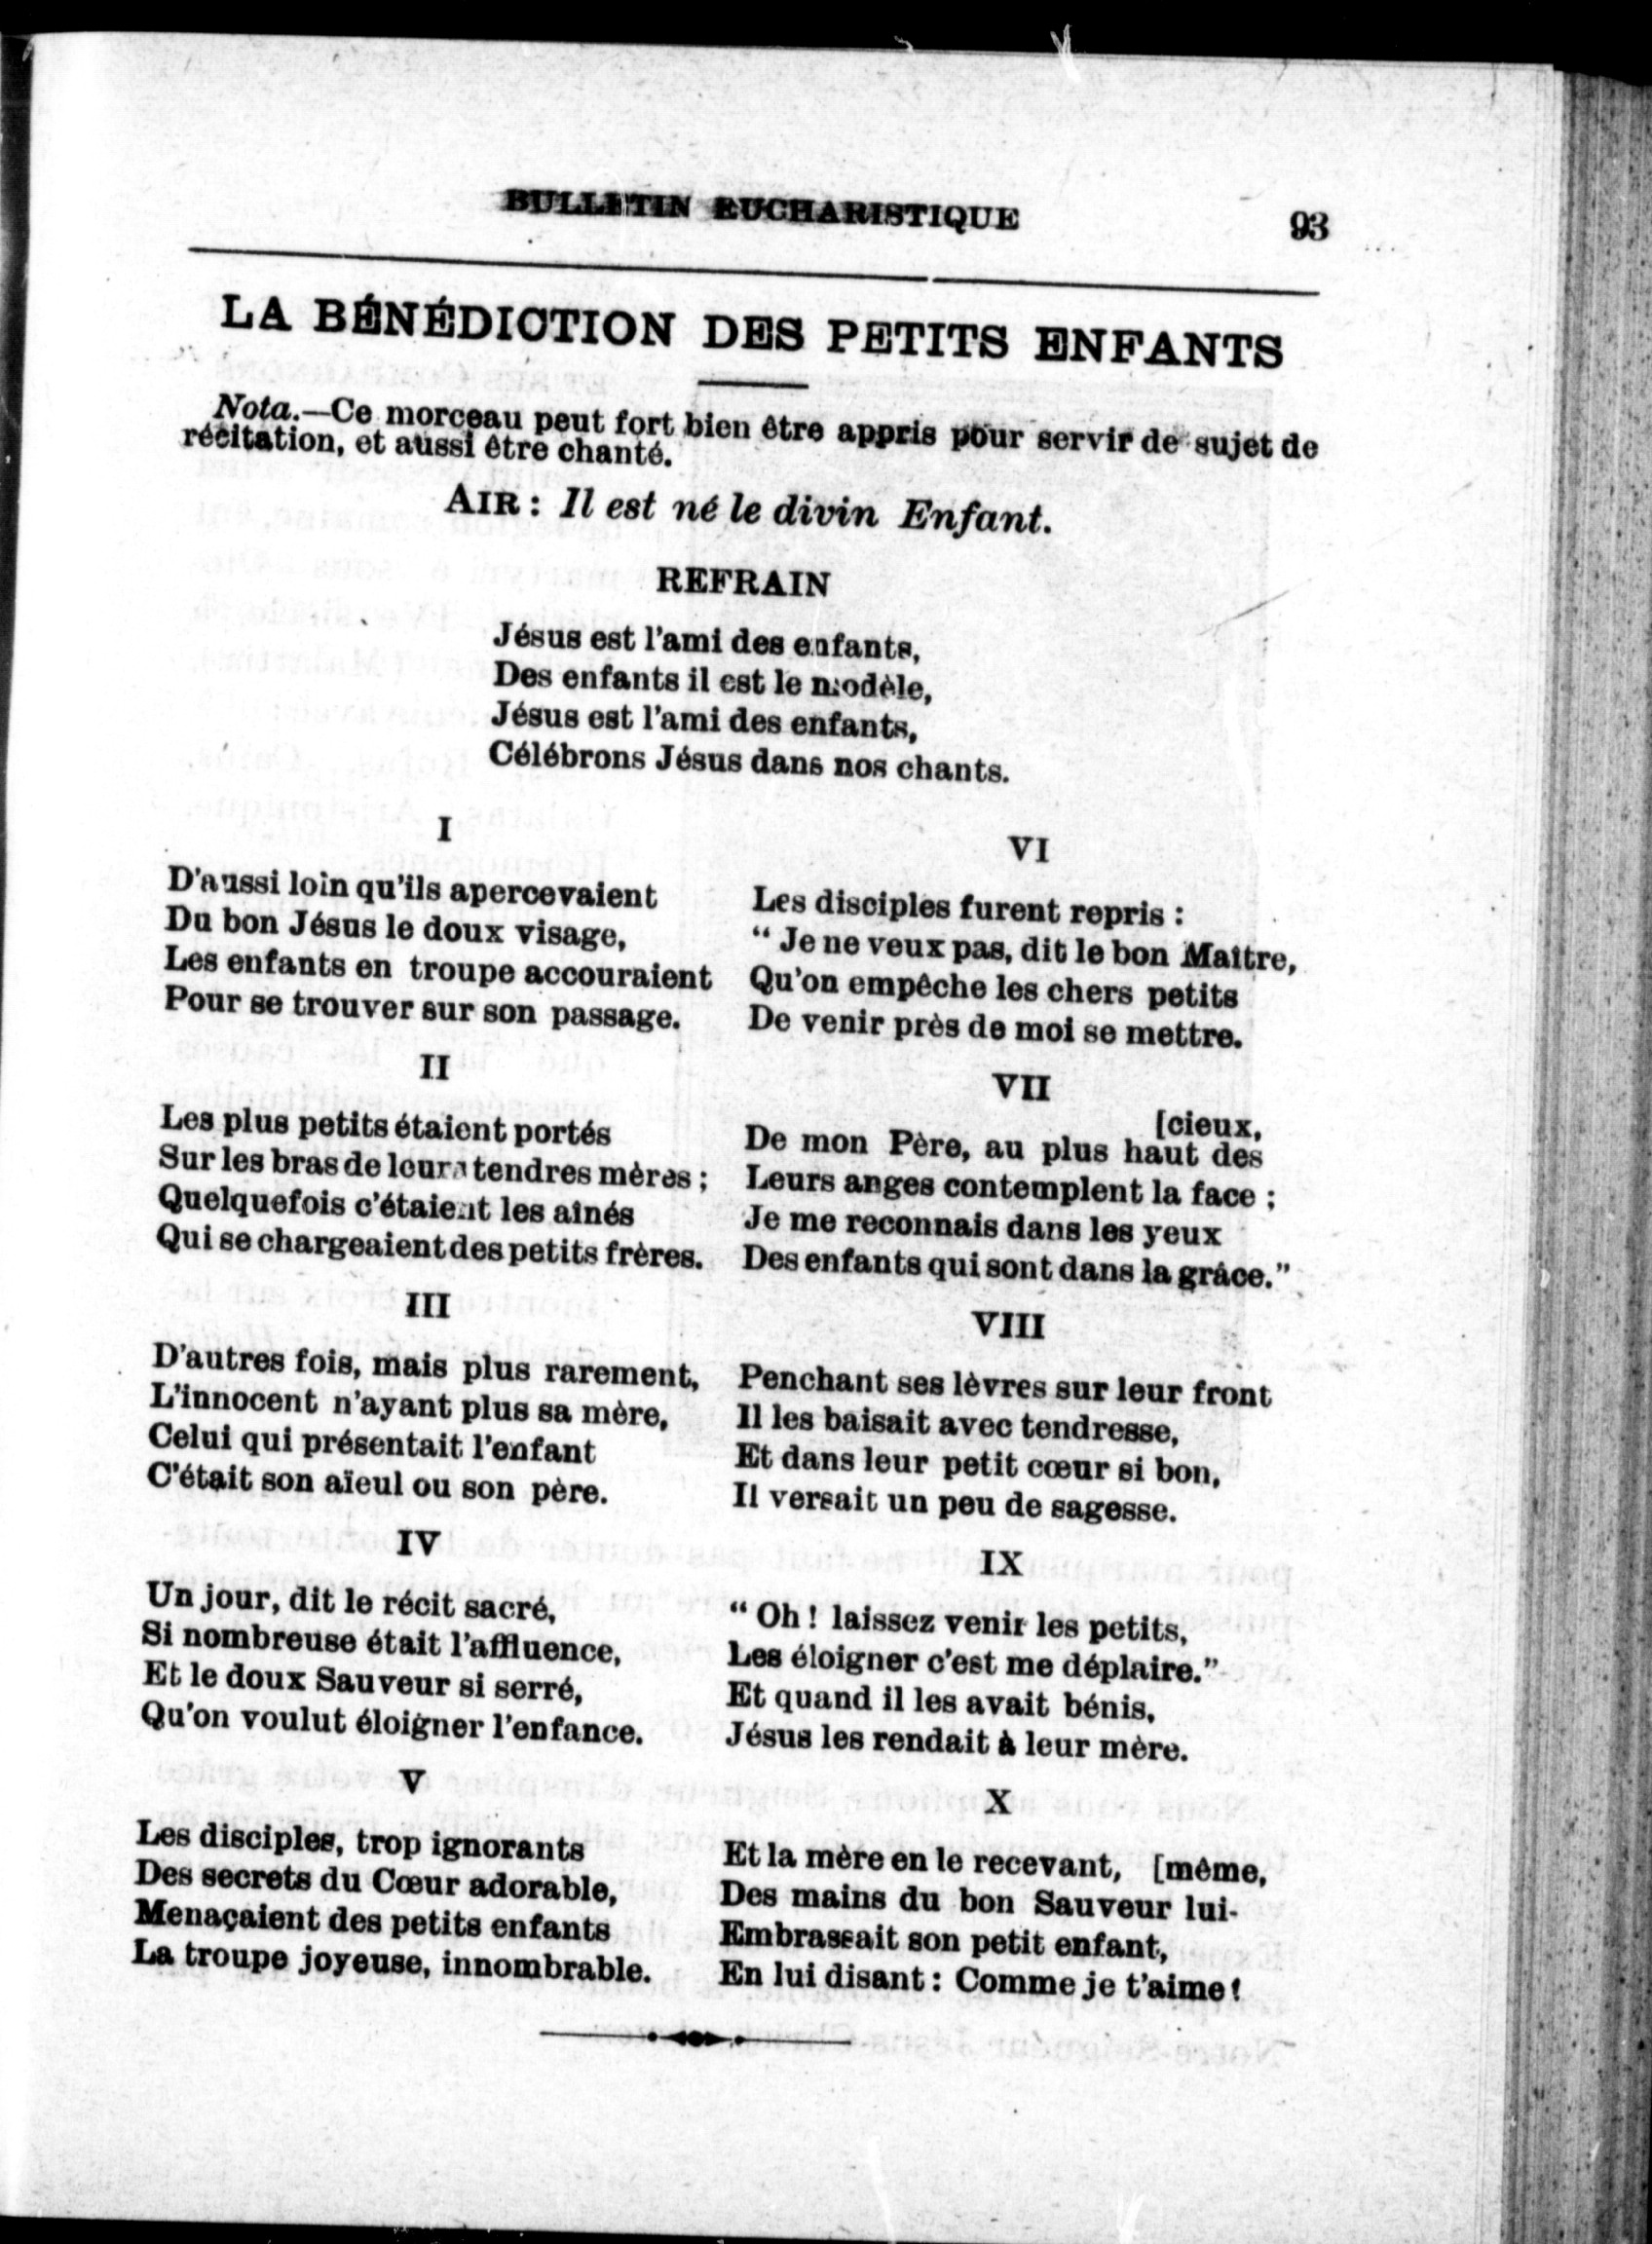 BULLETIN EUCHARISTIQUE 93
LA BÉNÉDICTION DES PETITS ENFANTS
Nota.—Ce morceau peut fort bien être appris pour servir de sujet de
récitation, et aussi être chanté.
AIR : Il est né le divin Enfant.
REFRAIN
Jésus est l'ami des enfants,
Des enfants il est le modèle,
Jésus est l'ami des enfants,
Célébrons Jésus dans nos chants.
I
D'aussi loin qu'ils apercevaient
Du bon Jésus le doux visage,
Les enfants en troupe accouraient
Pour se trouver sur son passage.
II
Les plus petits étaient portés
Sur les bras de leurs tendres mères ;
Quelquefois c'étaient les aînés
Qui se chargeaient des petits frères.
III
D'autres fois, mais plus rarement,
L'innocent n'ayant plus sa mère,
Celui qui présentait l'enfant
C'était son aïeul ou son père.
IV
Un jour, dit le récit sacré,
Si nombreuse était l'affluence,
Et le doux Sauveur si serré,
Qu'on voulut éloigner l'enfance.
V
Les disciples, trop ignorants
Des secrets du Cœur adorable,
Menaçaient des petits enfants
La troupe joyeuse, innombrable.
VI
Les disciples furent repris :
“ Je ne veux pas, dit le bon Maître,
Qu'on empêche les chers petits
De venir près de moi se mettre.
VII
[cieux,
De mon Père, au plus haut des
Leurs anges contemplent la face ;
Je me reconnais dans les yeux
Des enfants qui sont dans la grâce.”
VIII
Penchant ses lèvres sur leur front
Il les baisait avec tendresse,
Et dans leur petit cœur si bon,
Il versait un peu de sagesse.
IX
“ Oh ! laissez venir les petits,
Les éloigner c'est me déplaire.”
Et quand il les avait bénis,
Jésus les rendait à leur mère.
X
Et la mère en le recevant, [même,
Des mains du bon Sauveur lui-
Embrassait son petit enfant,
En lui disant : Comme je t'aime !